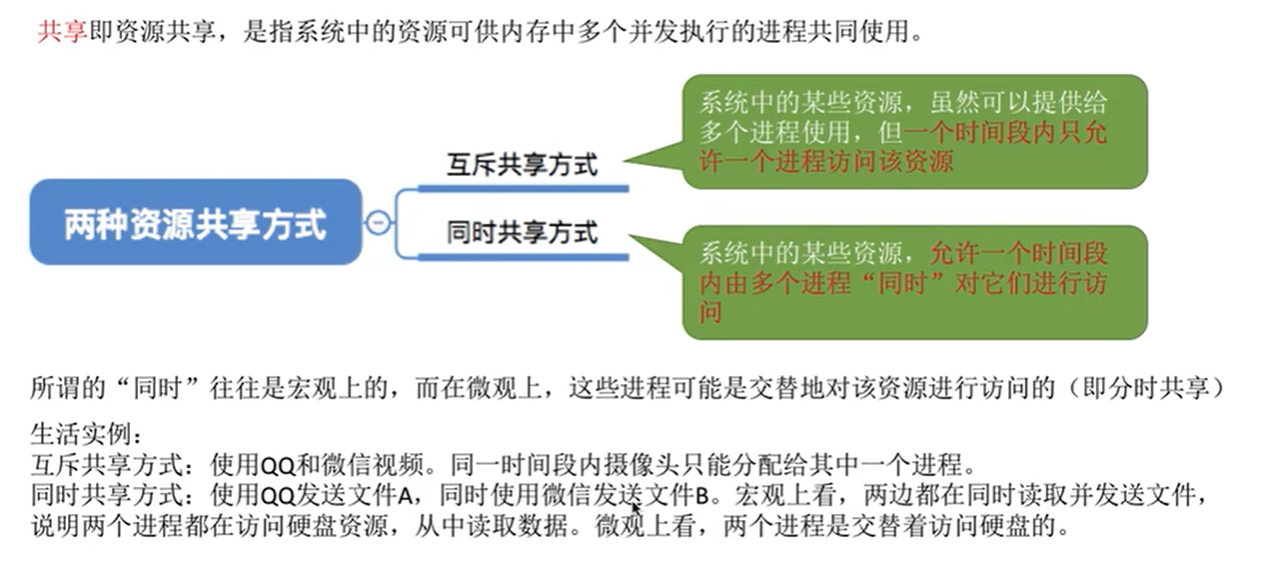 共享即资源共享，是指系统中的资源可供内存中多个并发执行的进程共同使用。
两种资源共享方式
互斥共享方式
系统中的某些资源，虽然可以提供给
多个进程使用，但一个时间段内只允
许一个进程访问该资源
同时共享方式
系统中的某些资源，允许一个时间段
内由多个进程“同时”对它们进行访
问
所谓的“同时”往往是宏观上的，而在微观上，这些进程可能是交替地对该资源进行访问的（即分时共享）
生活实例：
互斥共享方式：使用QQ和微信视频。同一时间段内摄像头只能分配给其中一个进程。
同时共享方式：使用QQ发送文件A，同时使用微信发送文件B。宏观上看，两边都在同时读取并发送文件，
说明两个进程都在访问硬盘资源，从中读取数据。微观上看，两个进程是交替着访问硬盘的。